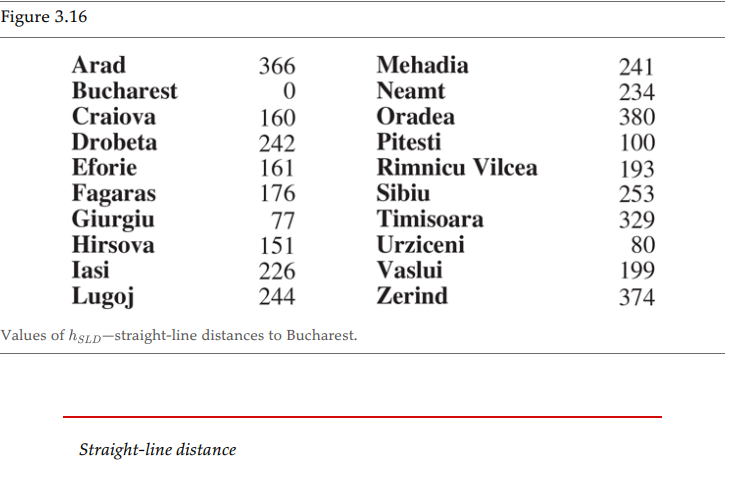 Figure 3.16
Arad 366 Mehadia 241
Bucharest 0 Neamt 234
Craiova 160 Oradea 380
Drobeta 242 Pitesti 100
Eforie 161 Rimnicu Vilcea 193
Fagaras 176 Sibiu 253
Giurgiu 77 Timisoara 329
Hirsova 151 Urziceni 80
Iasi 226 Vaslui 199
Lugoj 244 Zerind 374
Values of hSLD—straight-line distances to Bucharest.
Straight-line distance